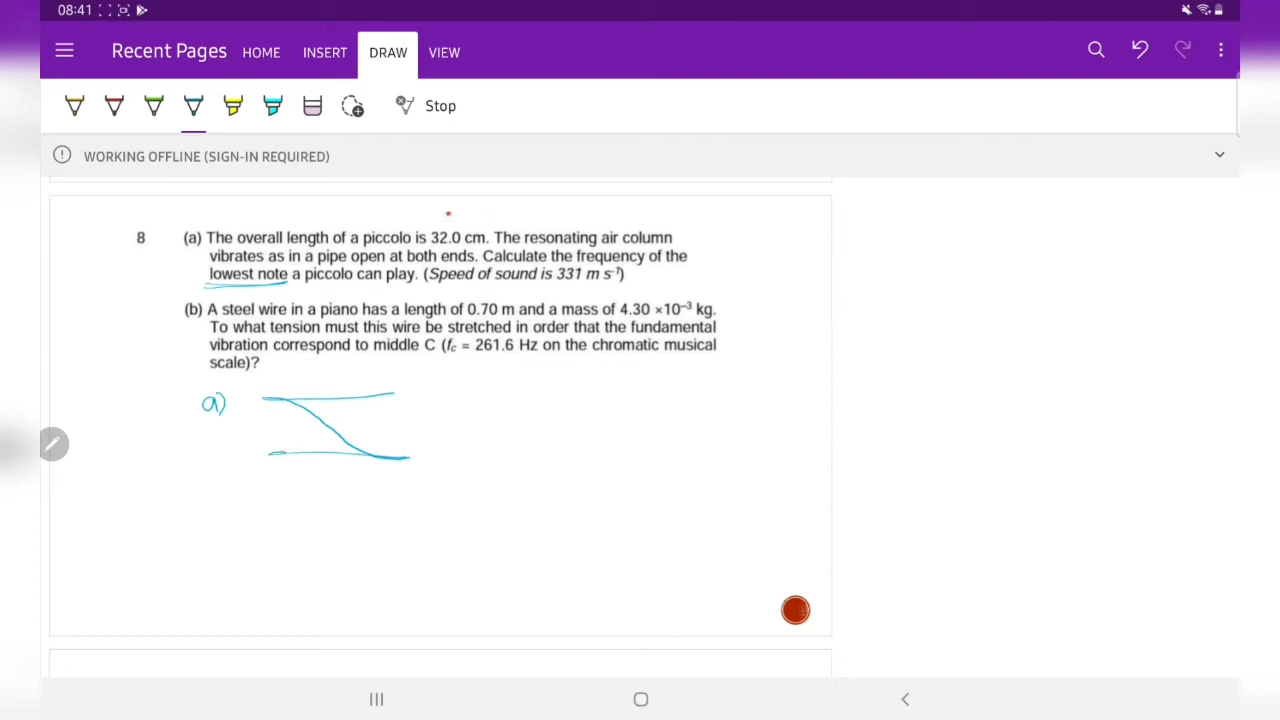 08:41
Recent Pages HOME INSERT DRAW VIEW
Stop
WORKING OFFLINE (SIGN-IN REQUIRED)
8 (a) The overall length of a piccolo is 32.0 cm. The resonating air column
vibrates as in a pipe open at both ends. Calculate the frequency of the
lowest note a piccolo can play. (Speed of sound is 331 m s⁻¹)
(b) A steel wire in a piano has a length of 0.70 m and a mass of 4.30 ×10⁻³ kg.
To what tension must this wire be stretched in order that the fundamental
vibration correspond to middle C (fc = 261.6 Hz on the chromatic musical
scale)?
a)